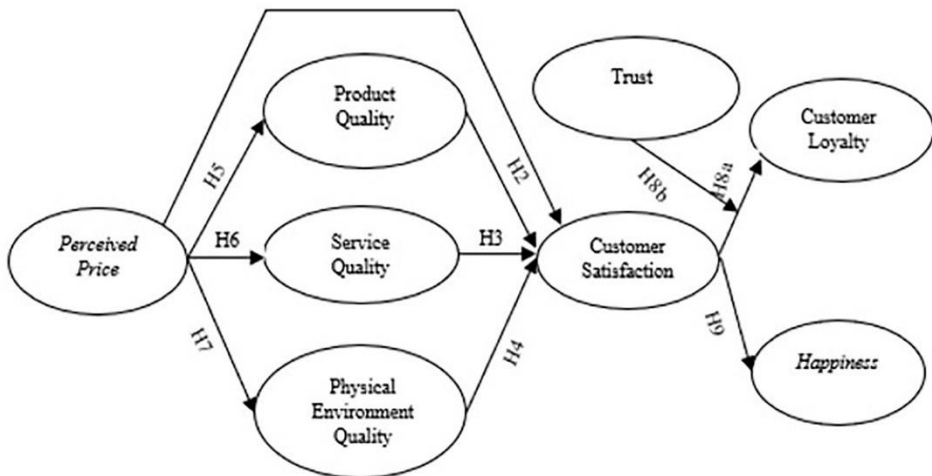 Trust
Product
Quality
Customer
Loyalty
H5
H2
H8b
H8a
Perceived
Price
H6
Service
Quality
H3
Customer
Satisfaction
H7
H4
H9
Physical
Environment
Quality
Happiness